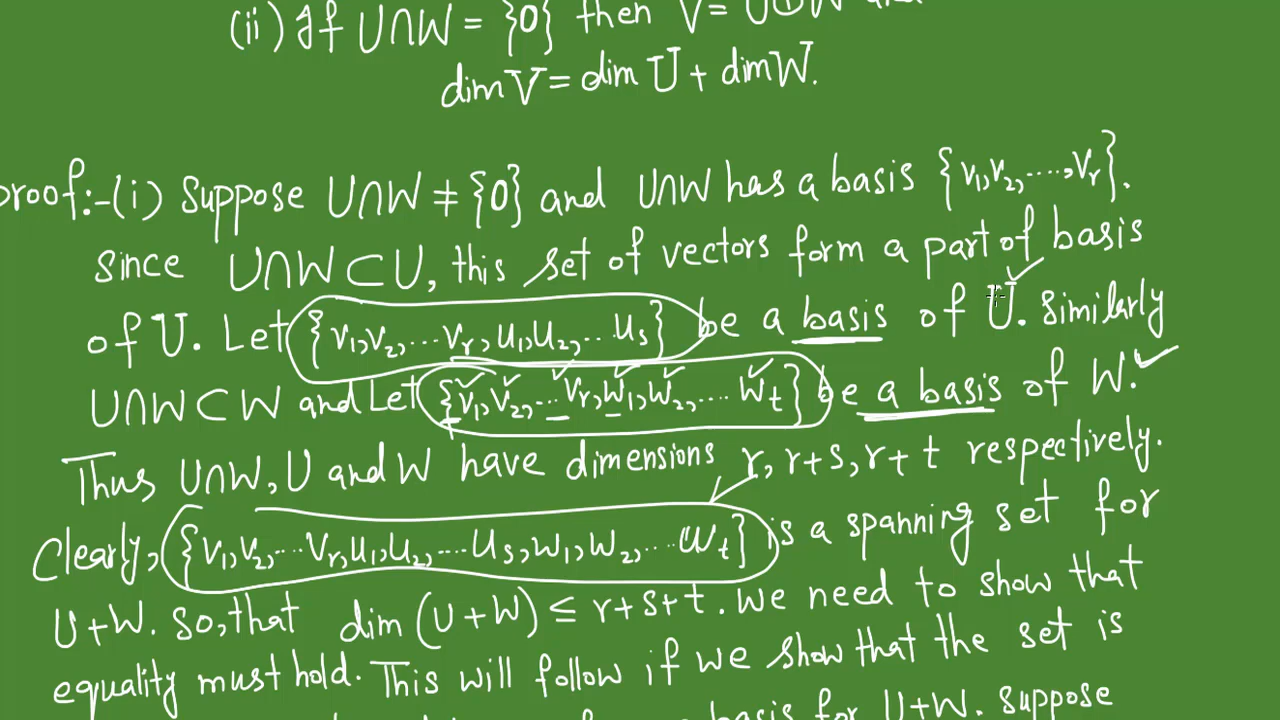 (ii) If U∩W = {0} then V = U⊕W
dim V = dim U + dim W.
proof:-(i) Suppose U∩W ≠ {0} and U∩W has a basis {v₁,v₂,....,vᵣ}.
Since U∩W⊂U, this set of vectors form a part of basis
of U. Let {v₁,v₂,...vᵣ,u₁,u₂,...uₛ} be a basis of U. Similarly
U∩W⊂W and Let {v₁,v₂,...vᵣ,w₁,w₂,....wₜ} be a basis of W.
Thus U∩W, U and W have dimensions r, r+s, r+t respectively.
Clearly, {v₁,v₂,....vᵣ,u₁,u₂,....uₛ,w₁,w₂,...wₜ} is a spanning set for
U+W. so, that dim (U+W) ≤ r+s+t. We need to show that
equality must hold. This will follow if we show that the set is
basis for U+W. Suppose